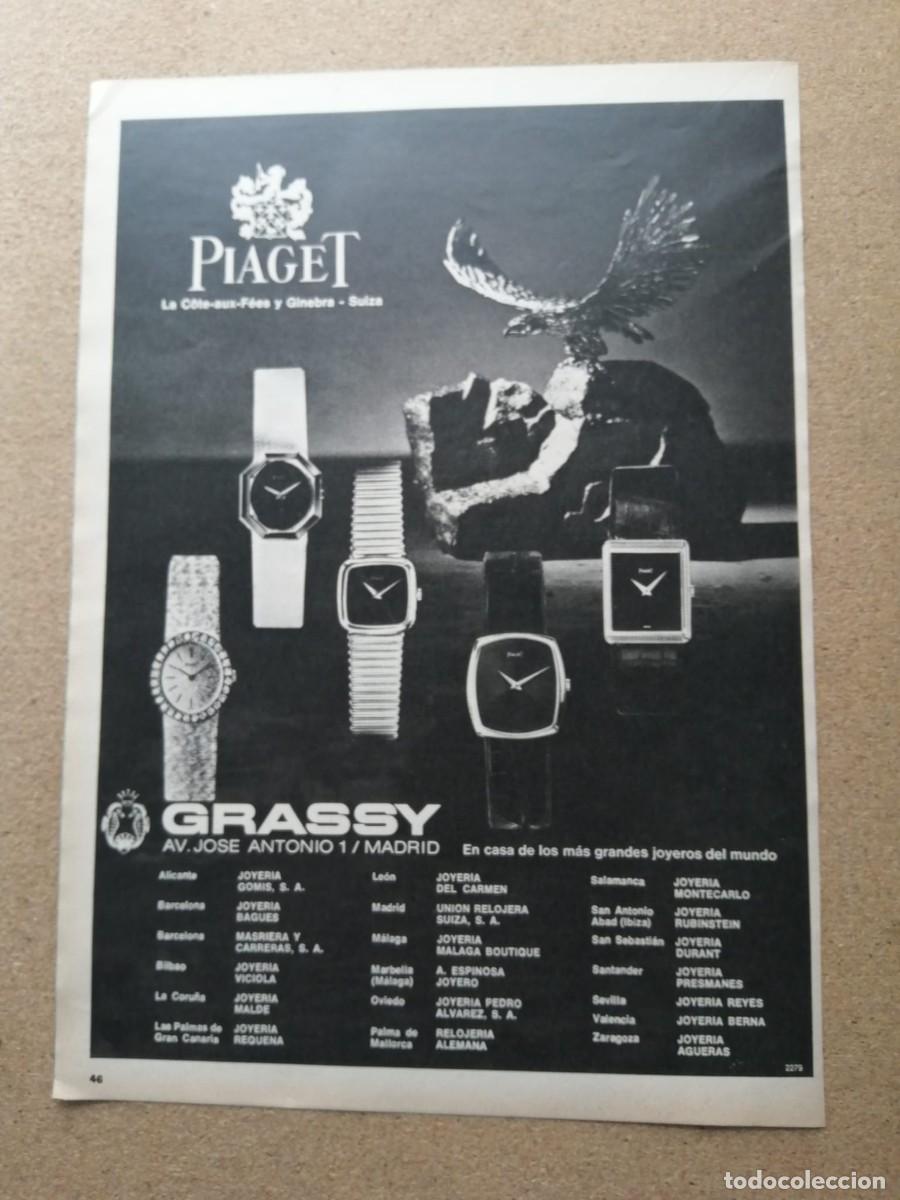 PIAGET
La Côte-aux-Fées y Ginebra - Suiza
PIAGET
PIAGET
GRASSY
AV. JOSE ANTONIO 1 / MADRID
En casa de los más grandes joyeros del mundo
Alicante JOYERIA
GOMIS, S. A.
Barcelona JOYERIA
BAGUES
Barcelona MASRIERA Y
CARRERAS, S. A.
Bilbao JOYERIA
VICIOLA
La Coruña JOYERIA
MALDE
Las Palmas de JOYERIA
Gran Canaria REQUENA
León JOYERIA
DEL CARMEN
Madrid UNION RELOJERA
SUIZA, S. A.
Málaga JOYERIA
MALAGA BOUTIQUE
Marbella A. ESPINOSA
(Málaga) JOYERO
Oviedo JOYERIA PEDRO
ALVAREZ, S. A.
Palma de RELOJERIA
Mallorca ALEMANA
Salamanca JOYERIA
MONTECARLO
San Antonio JOYERIA
Abad (Ibiza) RUBINSTEIN
San Sebastián JOYERIA
DURANT
Santander JOYERIA
PRESMANES
Sevilla JOYERIA REYES
Valencia JOYERIA BERNA
Zaragoza JOYERIA
AGUERAS
2279
46
todocoleccion